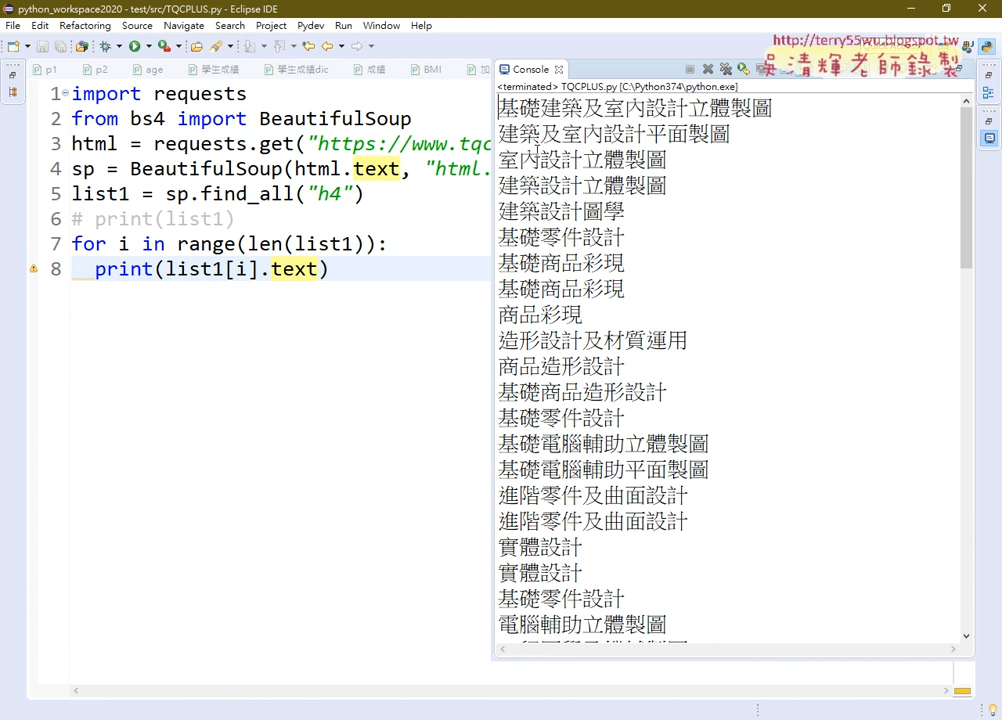 python_workspace2020 - test/src/TQCPLUS.py - Eclipse IDE
File Edit Refactoring Source Navigate Search Project Pydev Run Window Help
http://terry55wu.blogspot.tw
吳清輝老師錄製
p1 p2 age 學生成績 學生成績dic 成績 BMI 加
Console
<terminated> TQCPLUS.py [C:\Python374\python.exe]
1 import requests
2 from bs4 import BeautifulSoup
3 html = requests.get("https://www.tqc
4 sp = BeautifulSoup(html.text, "html.
5 list1 = sp.find_all("h4")
6 # print(list1)
7 for i in range(len(list1)):
8 print(list1[i].text)
基礎建築及室內設計立體製圖
建築及室內設計平面製圖
室內設計立體製圖
建築設計立體製圖
建築設計圖學
基礎零件設計
基礎商品彩現
基礎商品彩現
商品彩現
造形設計及材質運用
商品造形設計
基礎商品造形設計
基礎零件設計
基礎電腦輔助立體製圖
基礎電腦輔助平面製圖
進階零件及曲面設計
進階零件及曲面設計
實體設計
實體設計
基礎零件設計
電腦輔助立體製圖